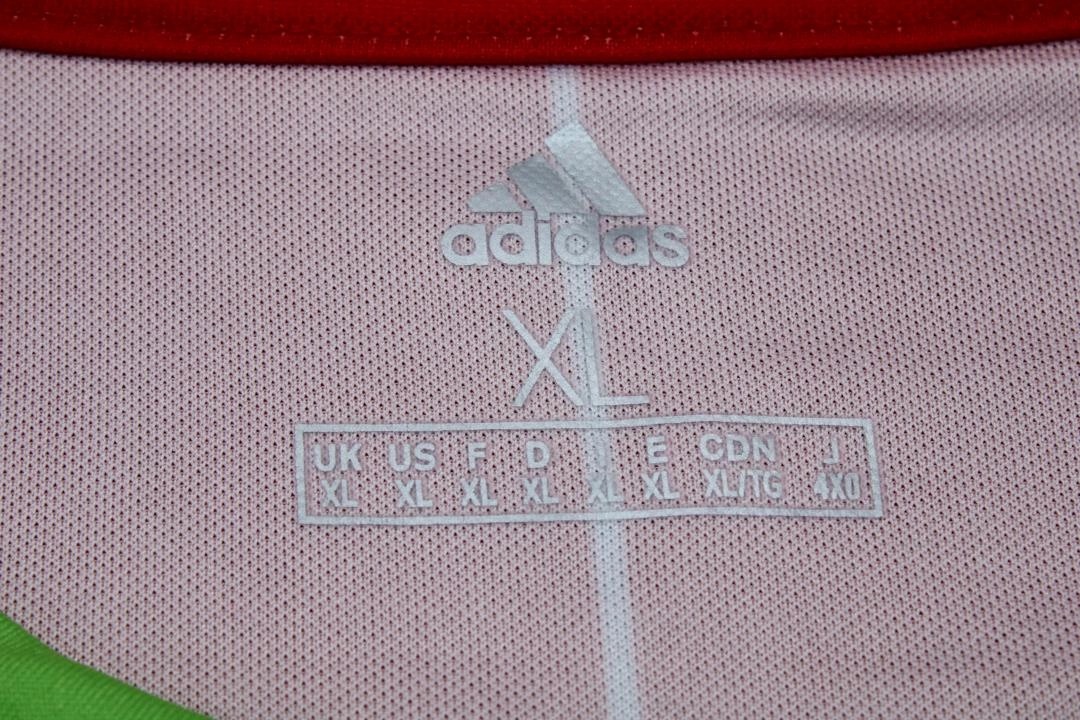 adidas
XL
UK US F D E CDN J
XL XL XL XL XL XL XL/TG 4XO